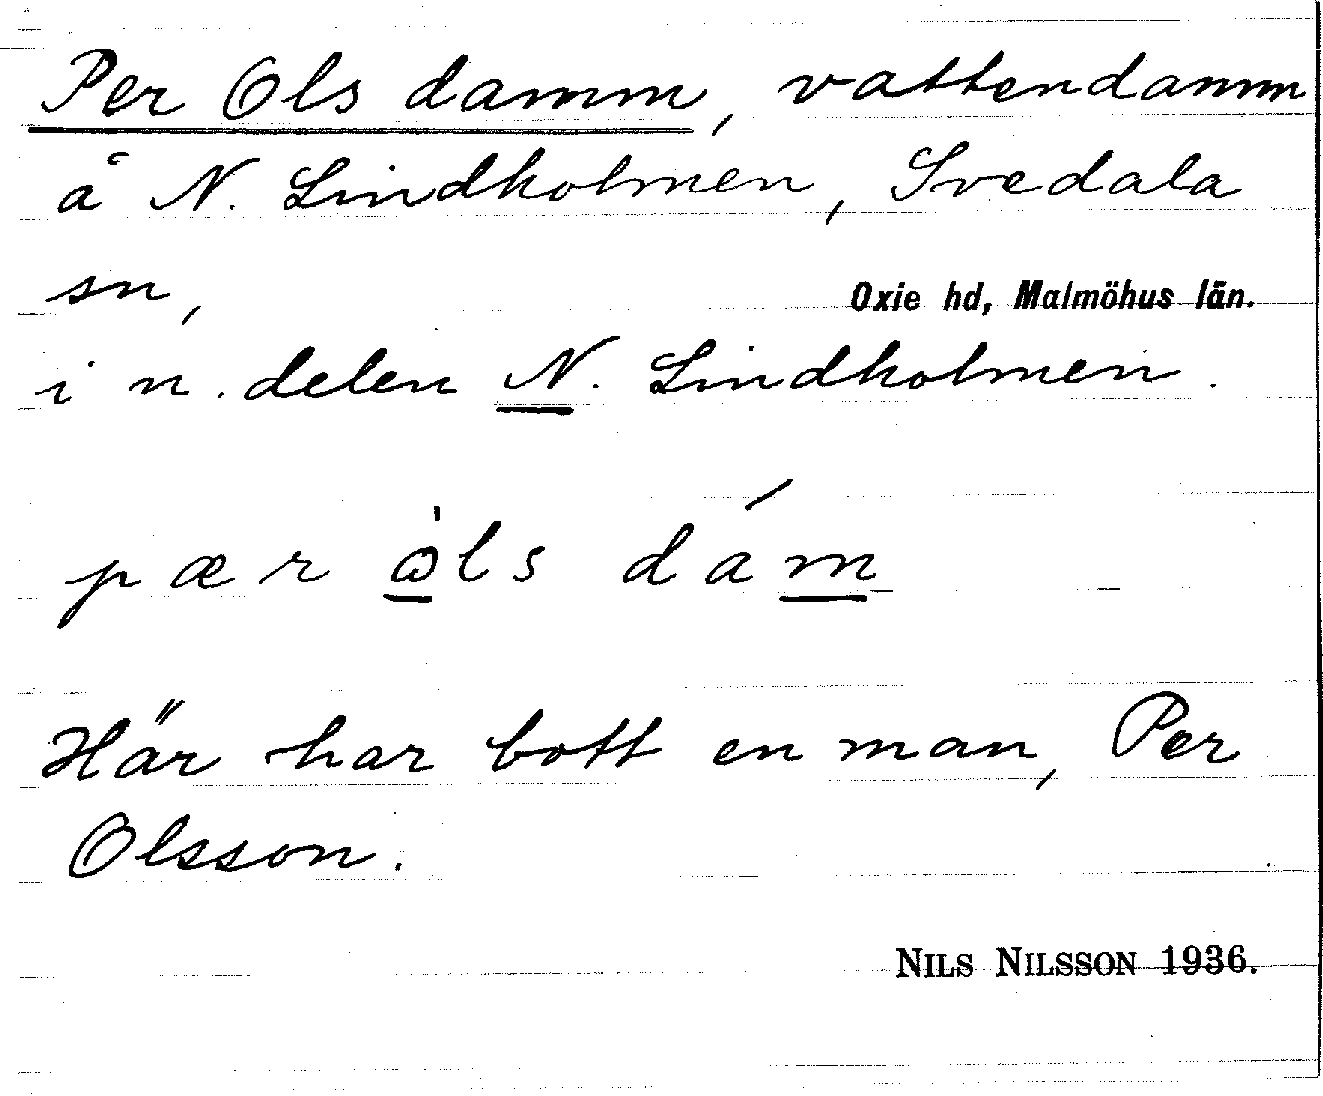 Per Ols damm, vattendamm
å N. Lindholmen, Svedala
sn, Oxie hd, Malmöhus län.
i n. delen N. Lindholmen.
pær ὼls dám
Här har bott en man, Per
Olsson.
NILS NILSSON 1936.